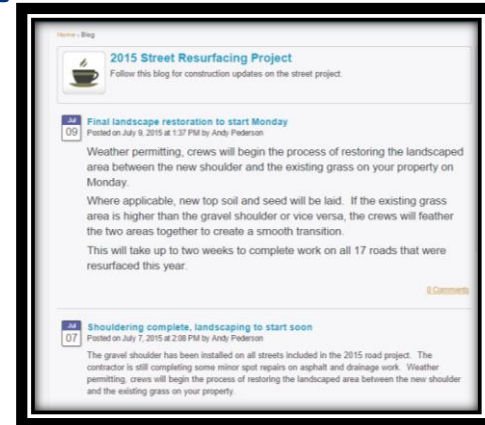 Home › Blog
2015 Street Resurfacing Project
Follow this blog for construction updates on the street project.
Jul
09
Final landscape restoration to start Monday
Posted on July 9, 2015 at 1:37 PM by Andy Pederson
Weather permitting, crews will begin the process of restoring the landscaped
area between the new shoulder and the existing grass on your property on
Monday.
Where applicable, new top soil and seed will be laid.  If the existing grass
area is higher than the gravel shoulder or vice versa, the crews will feather
the two areas together to create a smooth transition.
This will take up to two weeks to complete work on all 17 roads that were
resurfaced this year.
0 Comments
Jul
07
Shouldering complete, landscaping to start soon
Posted on July 7, 2015 at 2:08 PM by Andy Pederson
The gravel shoulder has been installed on all streets included in the 2015 road project.  The
contractor is still completing some minor spot repairs on asphalt and drainage work.  Weather
permitting, crews will begin the process of restoring the landscaped area between the new shoulder
and the existing grass on your property.